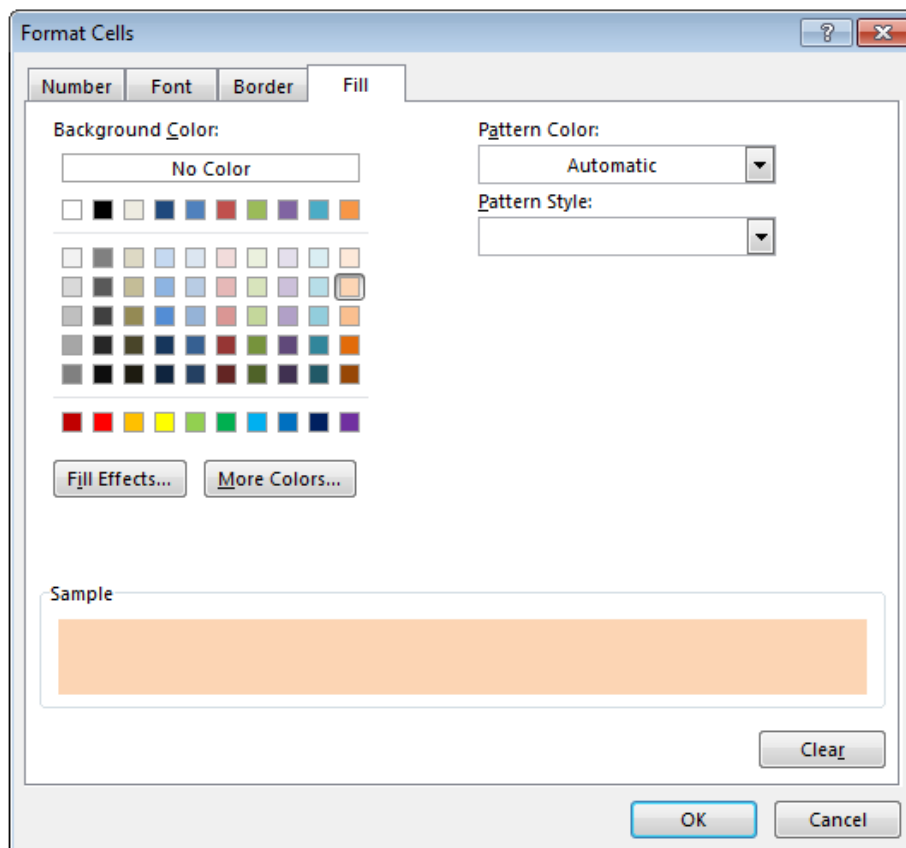 Format Cells
Number Font Border Fill
Background Color:
No Color
Pattern Color:
Automatic
Pattern Style:
Fill Effects... More Colors...
Sample
Clear
OK Cancel